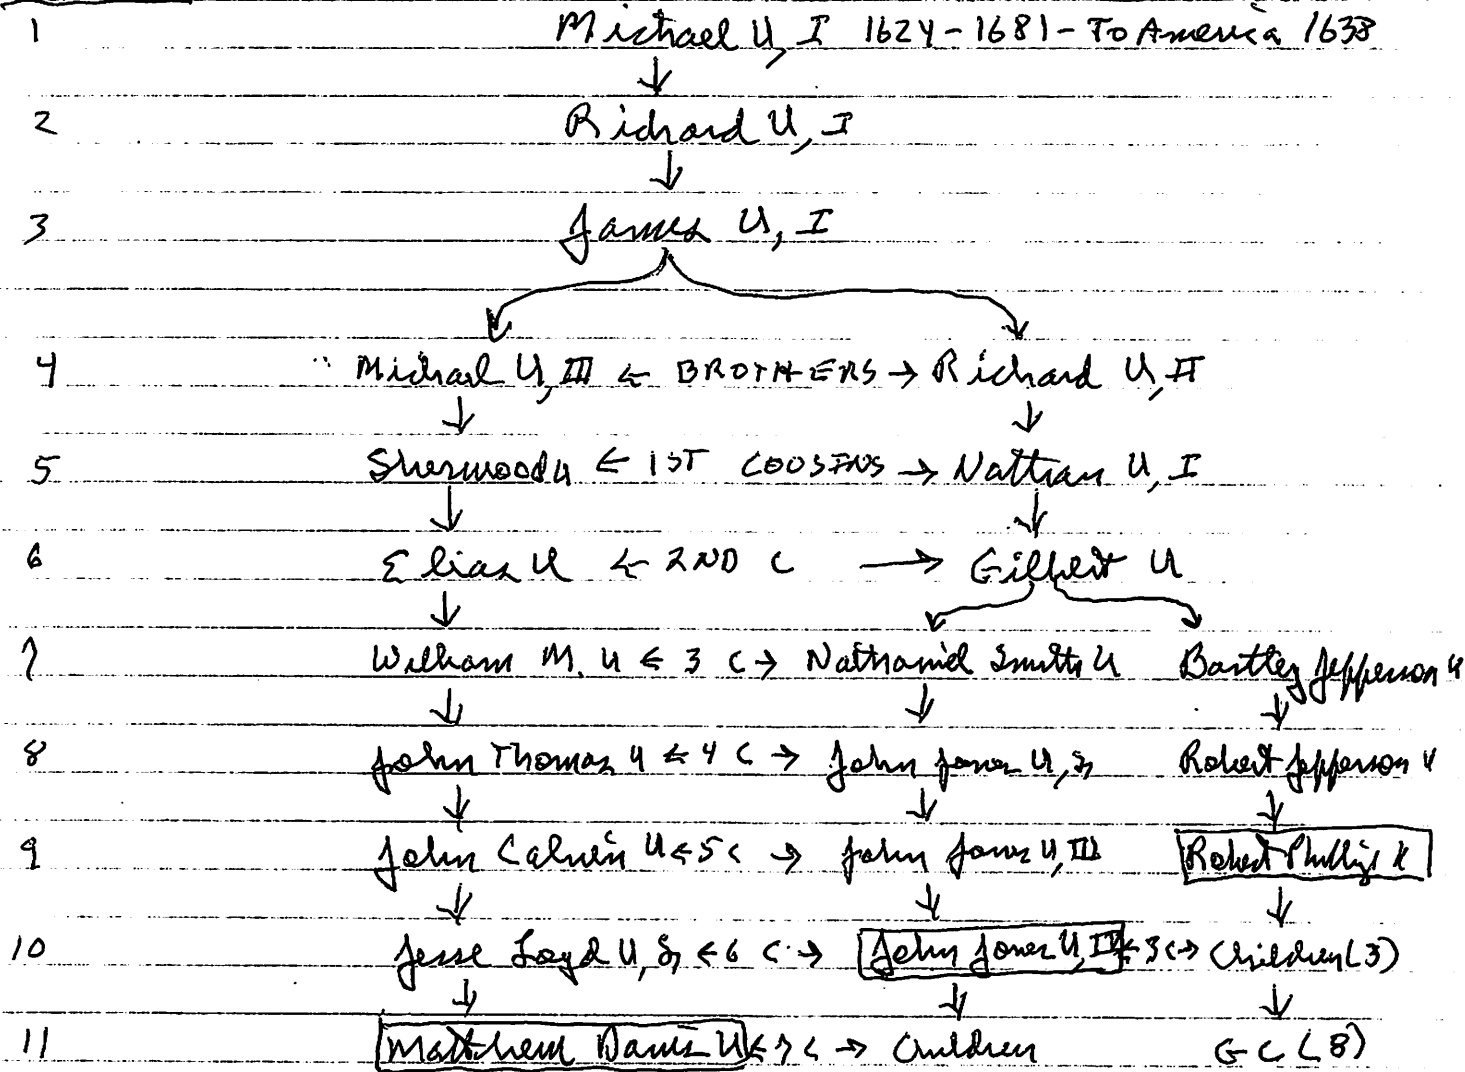 1 Michael U, I 1624-1681-To America 1638
2 Richard U, I
3 James U, I
4 Michael U, III ← BROTHERS → Richard U, II
5 Sherwood U ← 1ST COUSINS → Nathan U, I
6 Elias U ← 2ND C → Gilbert U
7 William M. U ← 3 C → Nathaniel Smith U Bartley Jefferson U
8 John Thomas U ← 4 C → John Jones U, Sr Robert Jefferson U
9 John Calvin U ← 5 C → John Jones U, III Robert Phillips U
10 Jesse Loyd U, Sr ← 6 C → John Jones U, IV ← 3C → Children (3)
11 Matthew Davis U ← 7 C → Children GC (8)